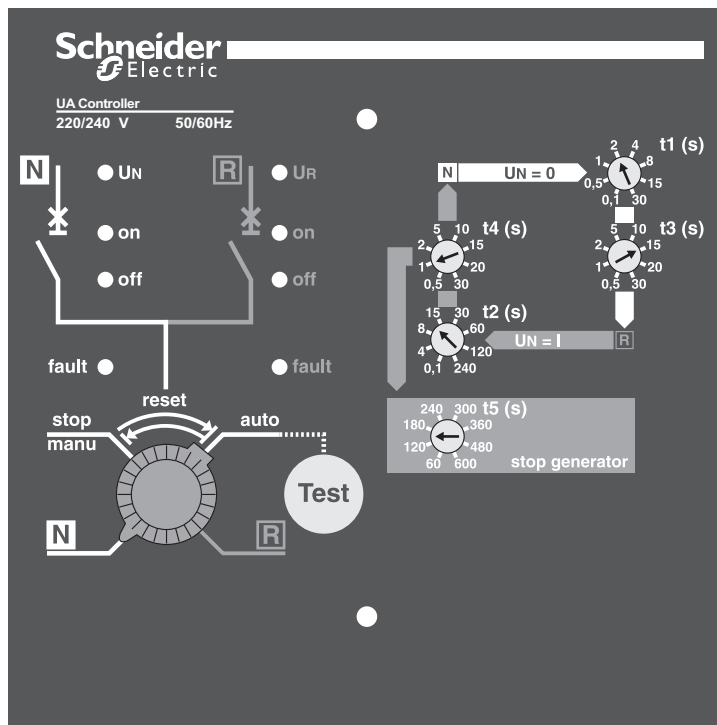 Schneider
Electric
UA Controller
220/240 V 50/60Hz
N UN R UR
on on
off off
fault fault
reset
stop auto
manu
Test
N R
N UN = 0
t1 (s)
2 4
1 8
0,5 15
0,1 30
t4 (s)
5 10
2 15
1 20
0,5 30
t3 (s)
5 10
2 15
1 20
0,5 30
t2 (s)
15 30
8 60
4 120
0,1 240
UN = I R
t5 (s)
240 300
180 360
120 480
60 600
stop generator